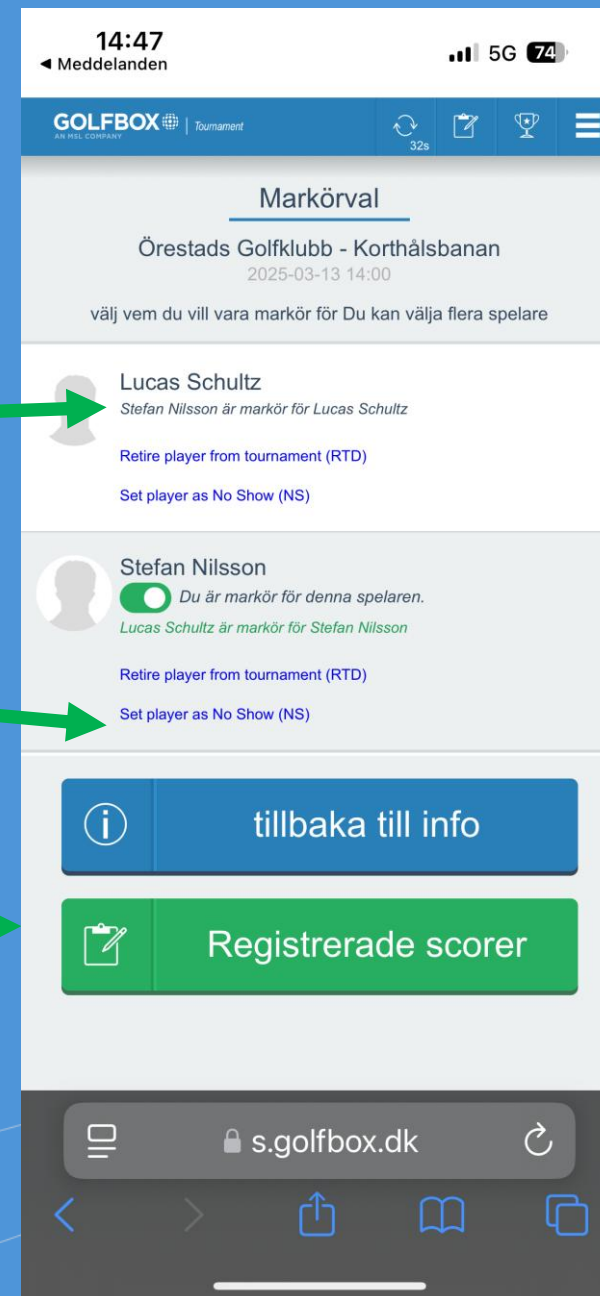 14:47
◀ Meddelanden
5G 74
GOLFBOX | Tournament
AN MSL COMPANY
32s
Markörval
Örestads Golfklubb - Korthålsbanan
2025-03-13 14:00
välj vem du vill vara markör för Du kan välja flera spelare
Lucas Schultz
Stefan Nilsson är markör för Lucas Schultz
Retire player from tournament (RTD)
Set player as No Show (NS)
Stefan Nilsson
Du är markör för denna spelaren.
Lucas Schultz är markör för Stefan Nilsson
Retire player from tournament (RTD)
Set player as No Show (NS)
tillbaka till info
Registrerade scorer
s.golfbox.dk